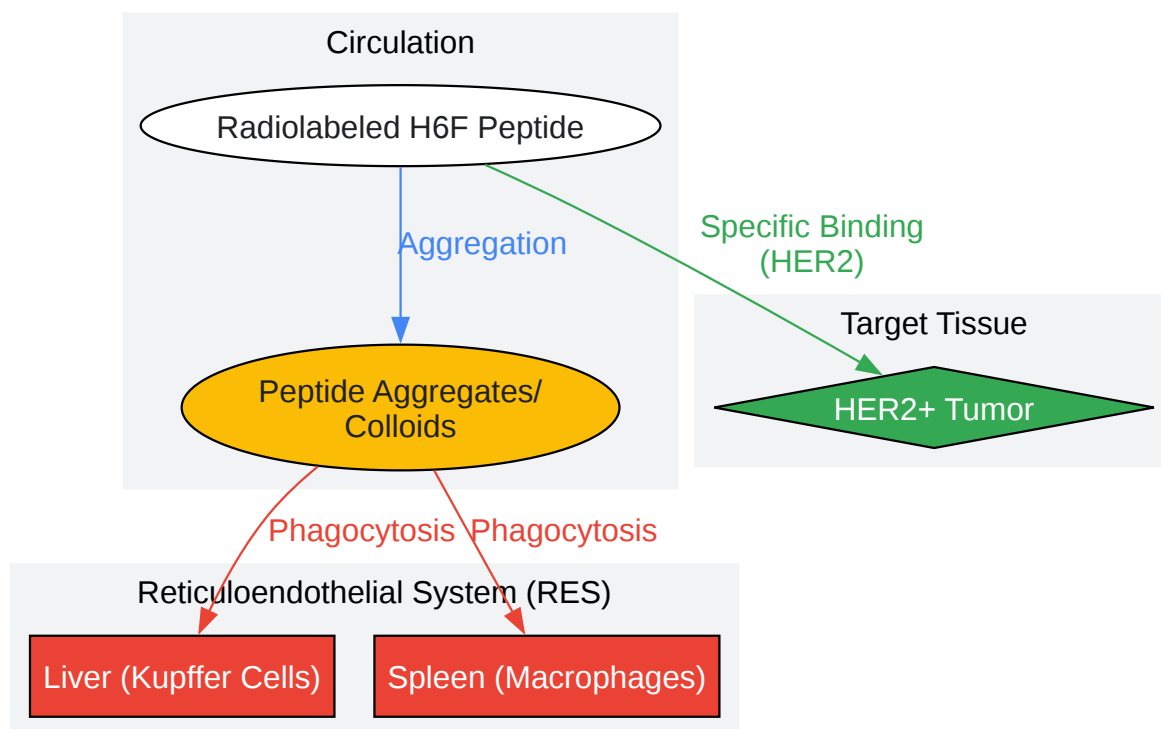 Circulation
Radiolabeled H6F Peptide
Aggregation
Specific Binding
(HER2)
Target Tissue
HER2+ Tumor
Peptide Aggregates/
Colloids
Phagocytosis
Phagocytosis
Reticuloendothelial System (RES)
Liver (Kupffer Cells)
Spleen (Macrophages)